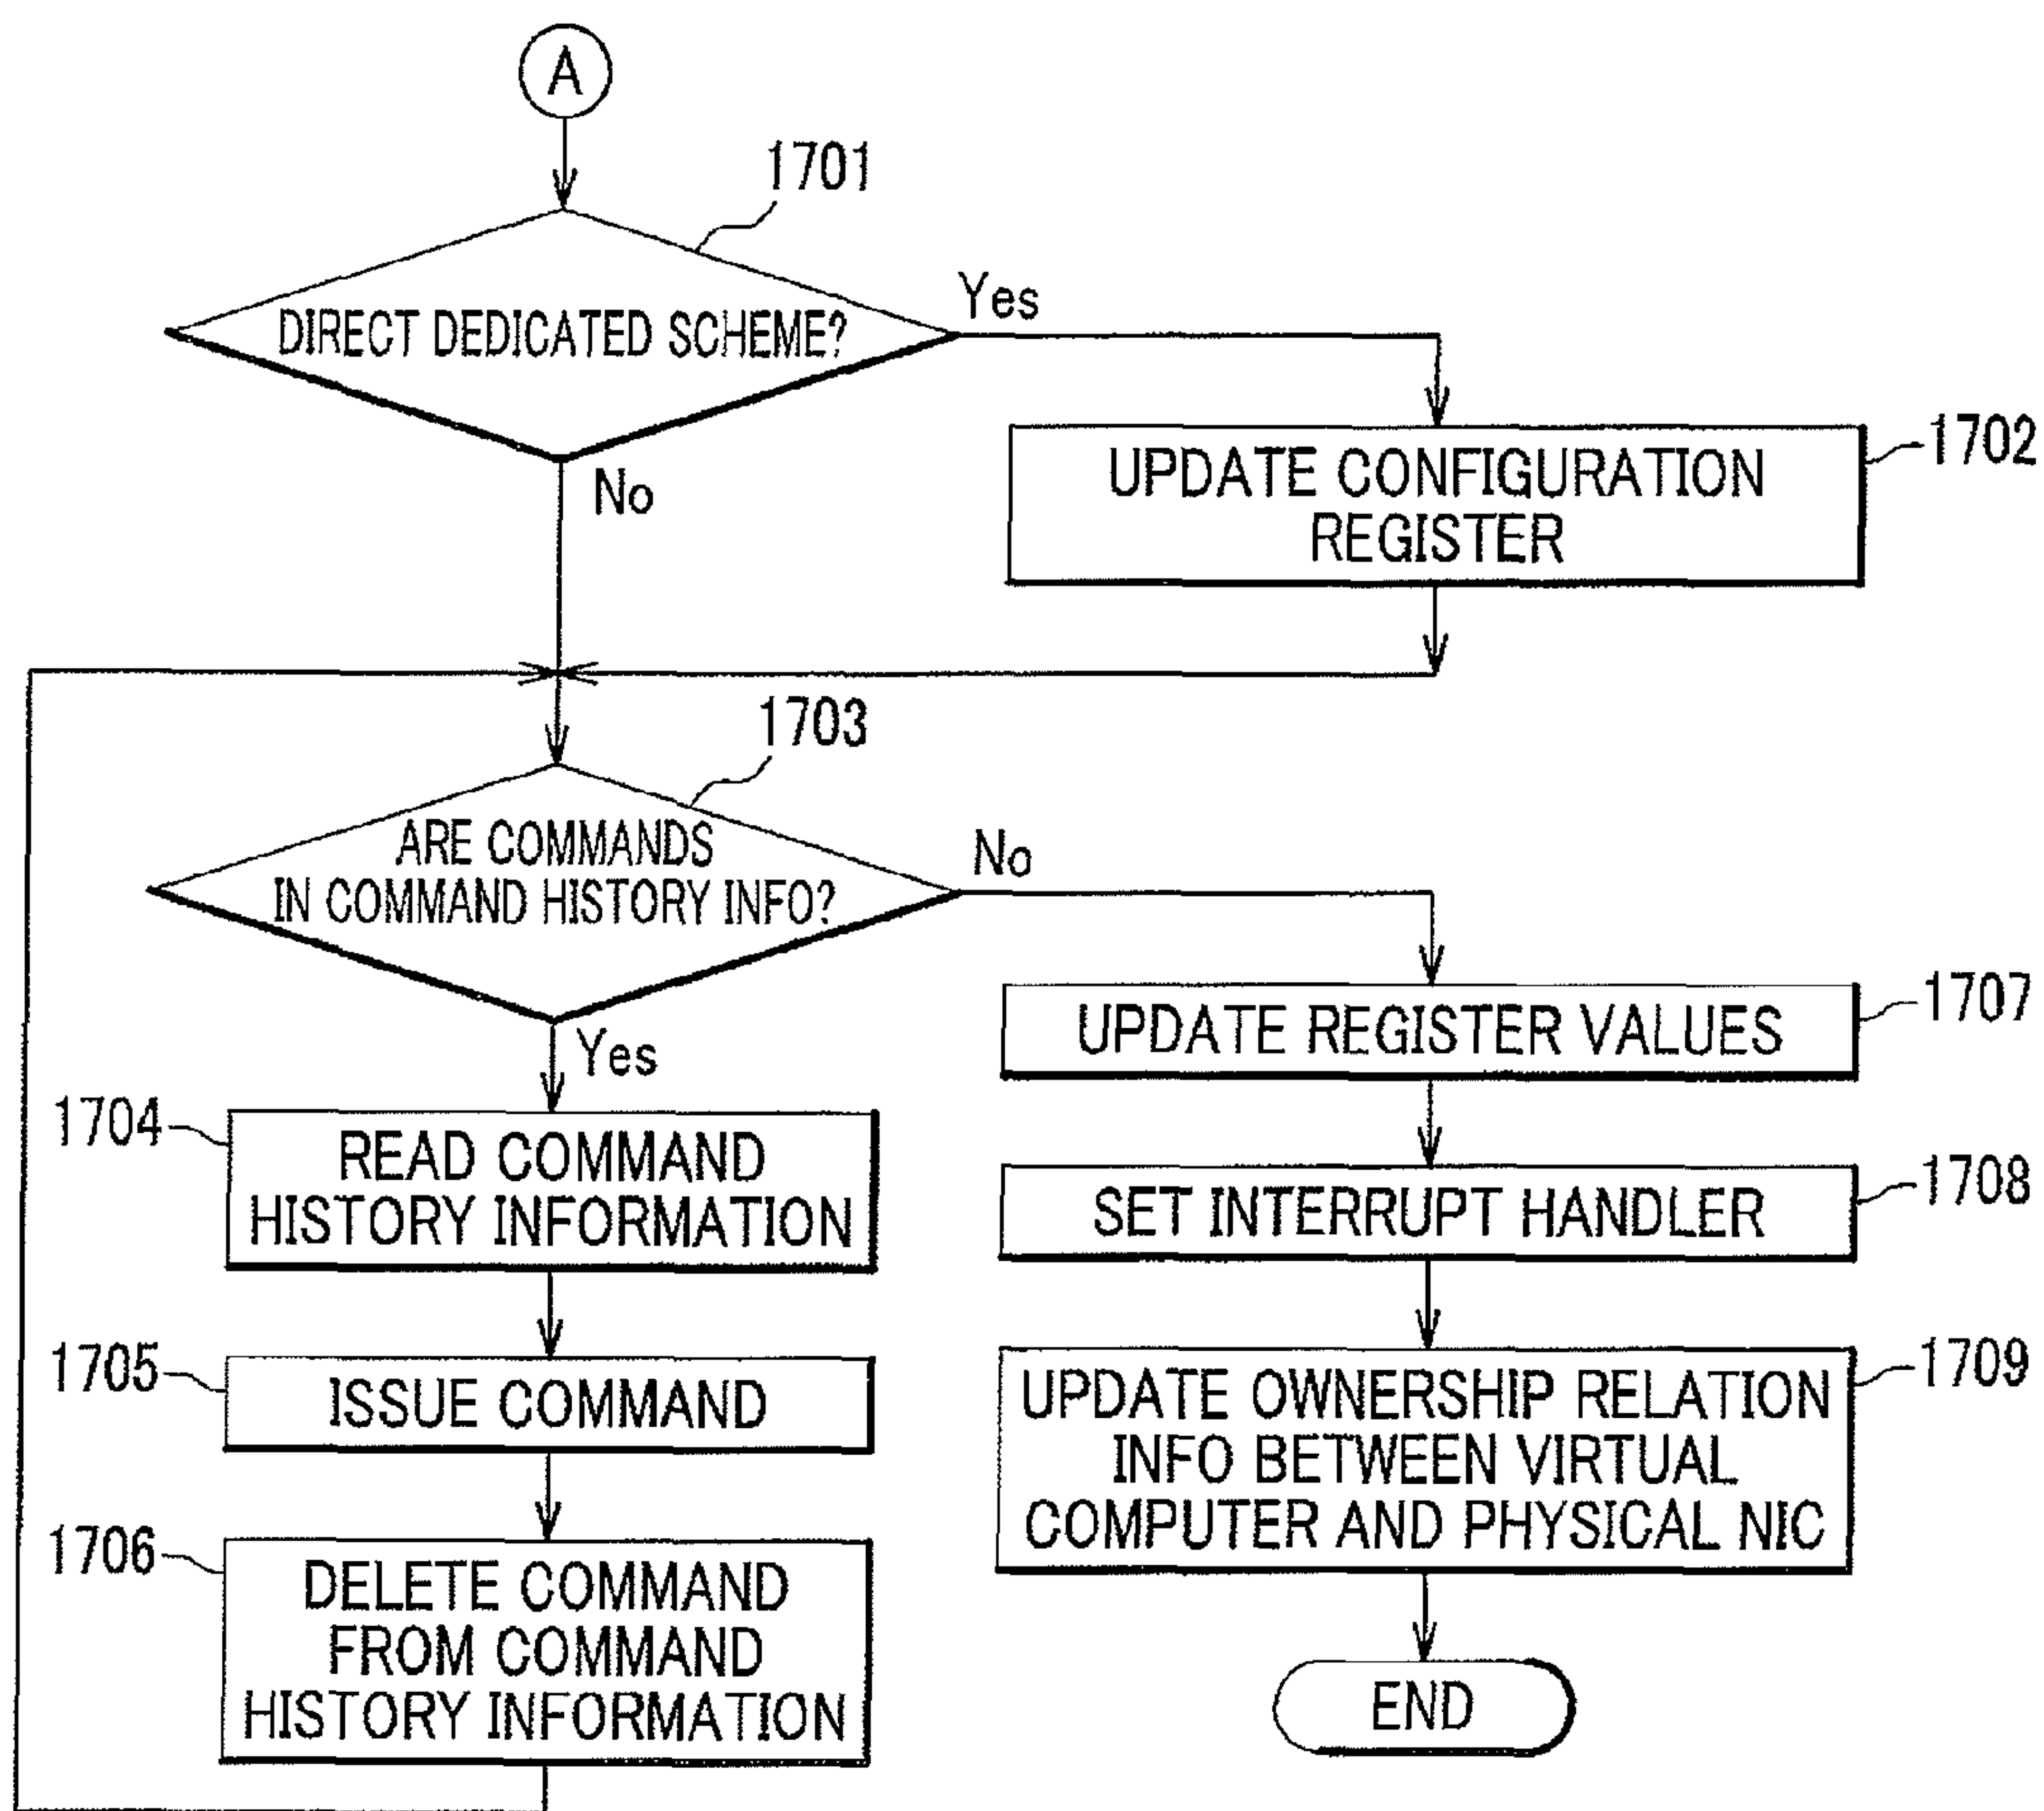 A
1701
DIRECT DEDICATED SCHEME?
Yes
No
1702
UPDATE CONFIGURATION
REGISTER
1703
ARE COMMANDS
IN COMMAND HISTORY INFO?
No
Yes
1704
READ COMMAND
HISTORY INFORMATION
1705
ISSUE COMMAND
1706
DELETE COMMAND
FROM COMMAND
HISTORY INFORMATION
1707
UPDATE REGISTER VALUES
1708
SET INTERRUPT HANDLER
1709
UPDATE OWNERSHIP RELATION
INFO BETWEEN VIRTUAL
COMPUTER AND PHYSICAL NIC
END